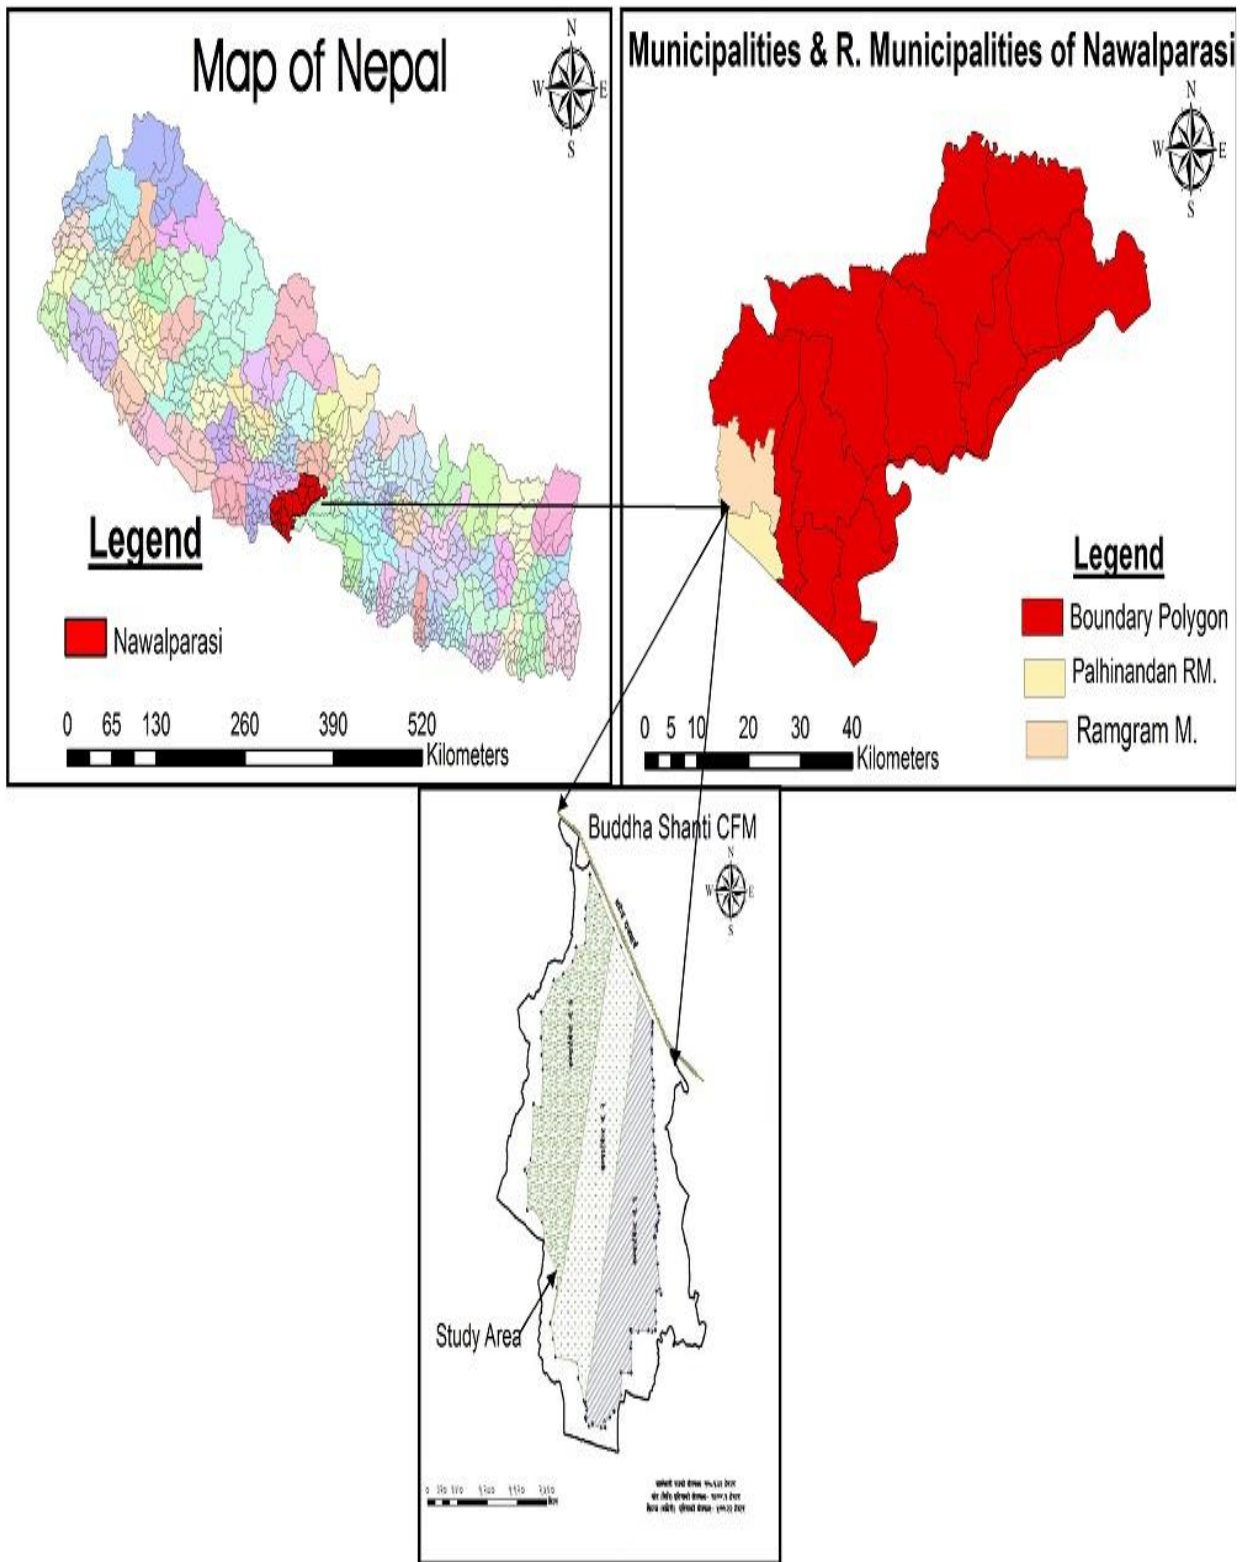 Map of Nepal
N
W
E
S
Legend
Nawalparasi
0 65 130 260 390 520
Kilometers
Municipalities & R. Municipalities of Nawalparasi
N
W
E
S
Legend
Boundary Polygon
Palhinandan RM.
Ramgram M.
0 5 10 20 30 40
Kilometers
Buddha Shanti CFM
N
W
E
S
Study Area